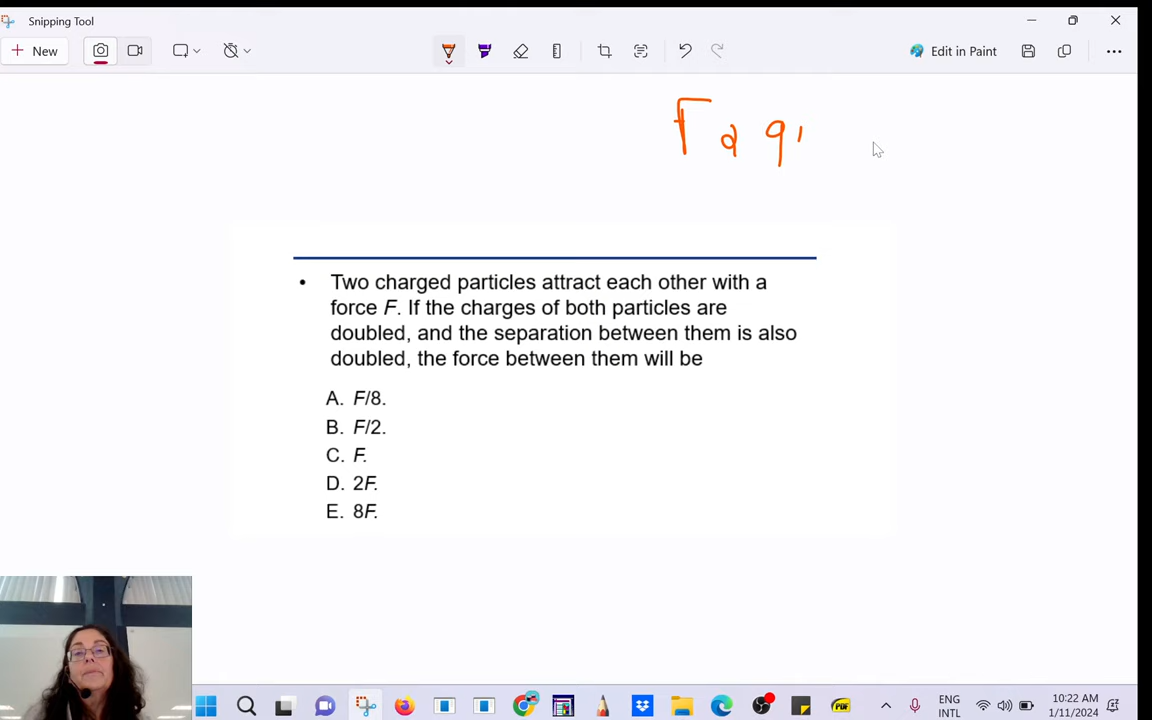 Snipping Tool
New
Edit in Paint
F α q1
• Two charged particles attract each other with a
force F. If the charges of both particles are
doubled, and the separation between them is also
doubled, the force between them will be
A. F/8.
B. F/2.
C. F.
D. 2F.
E. 8F.
ENG
INTL
10:22 AM
1/11/2024
PDF